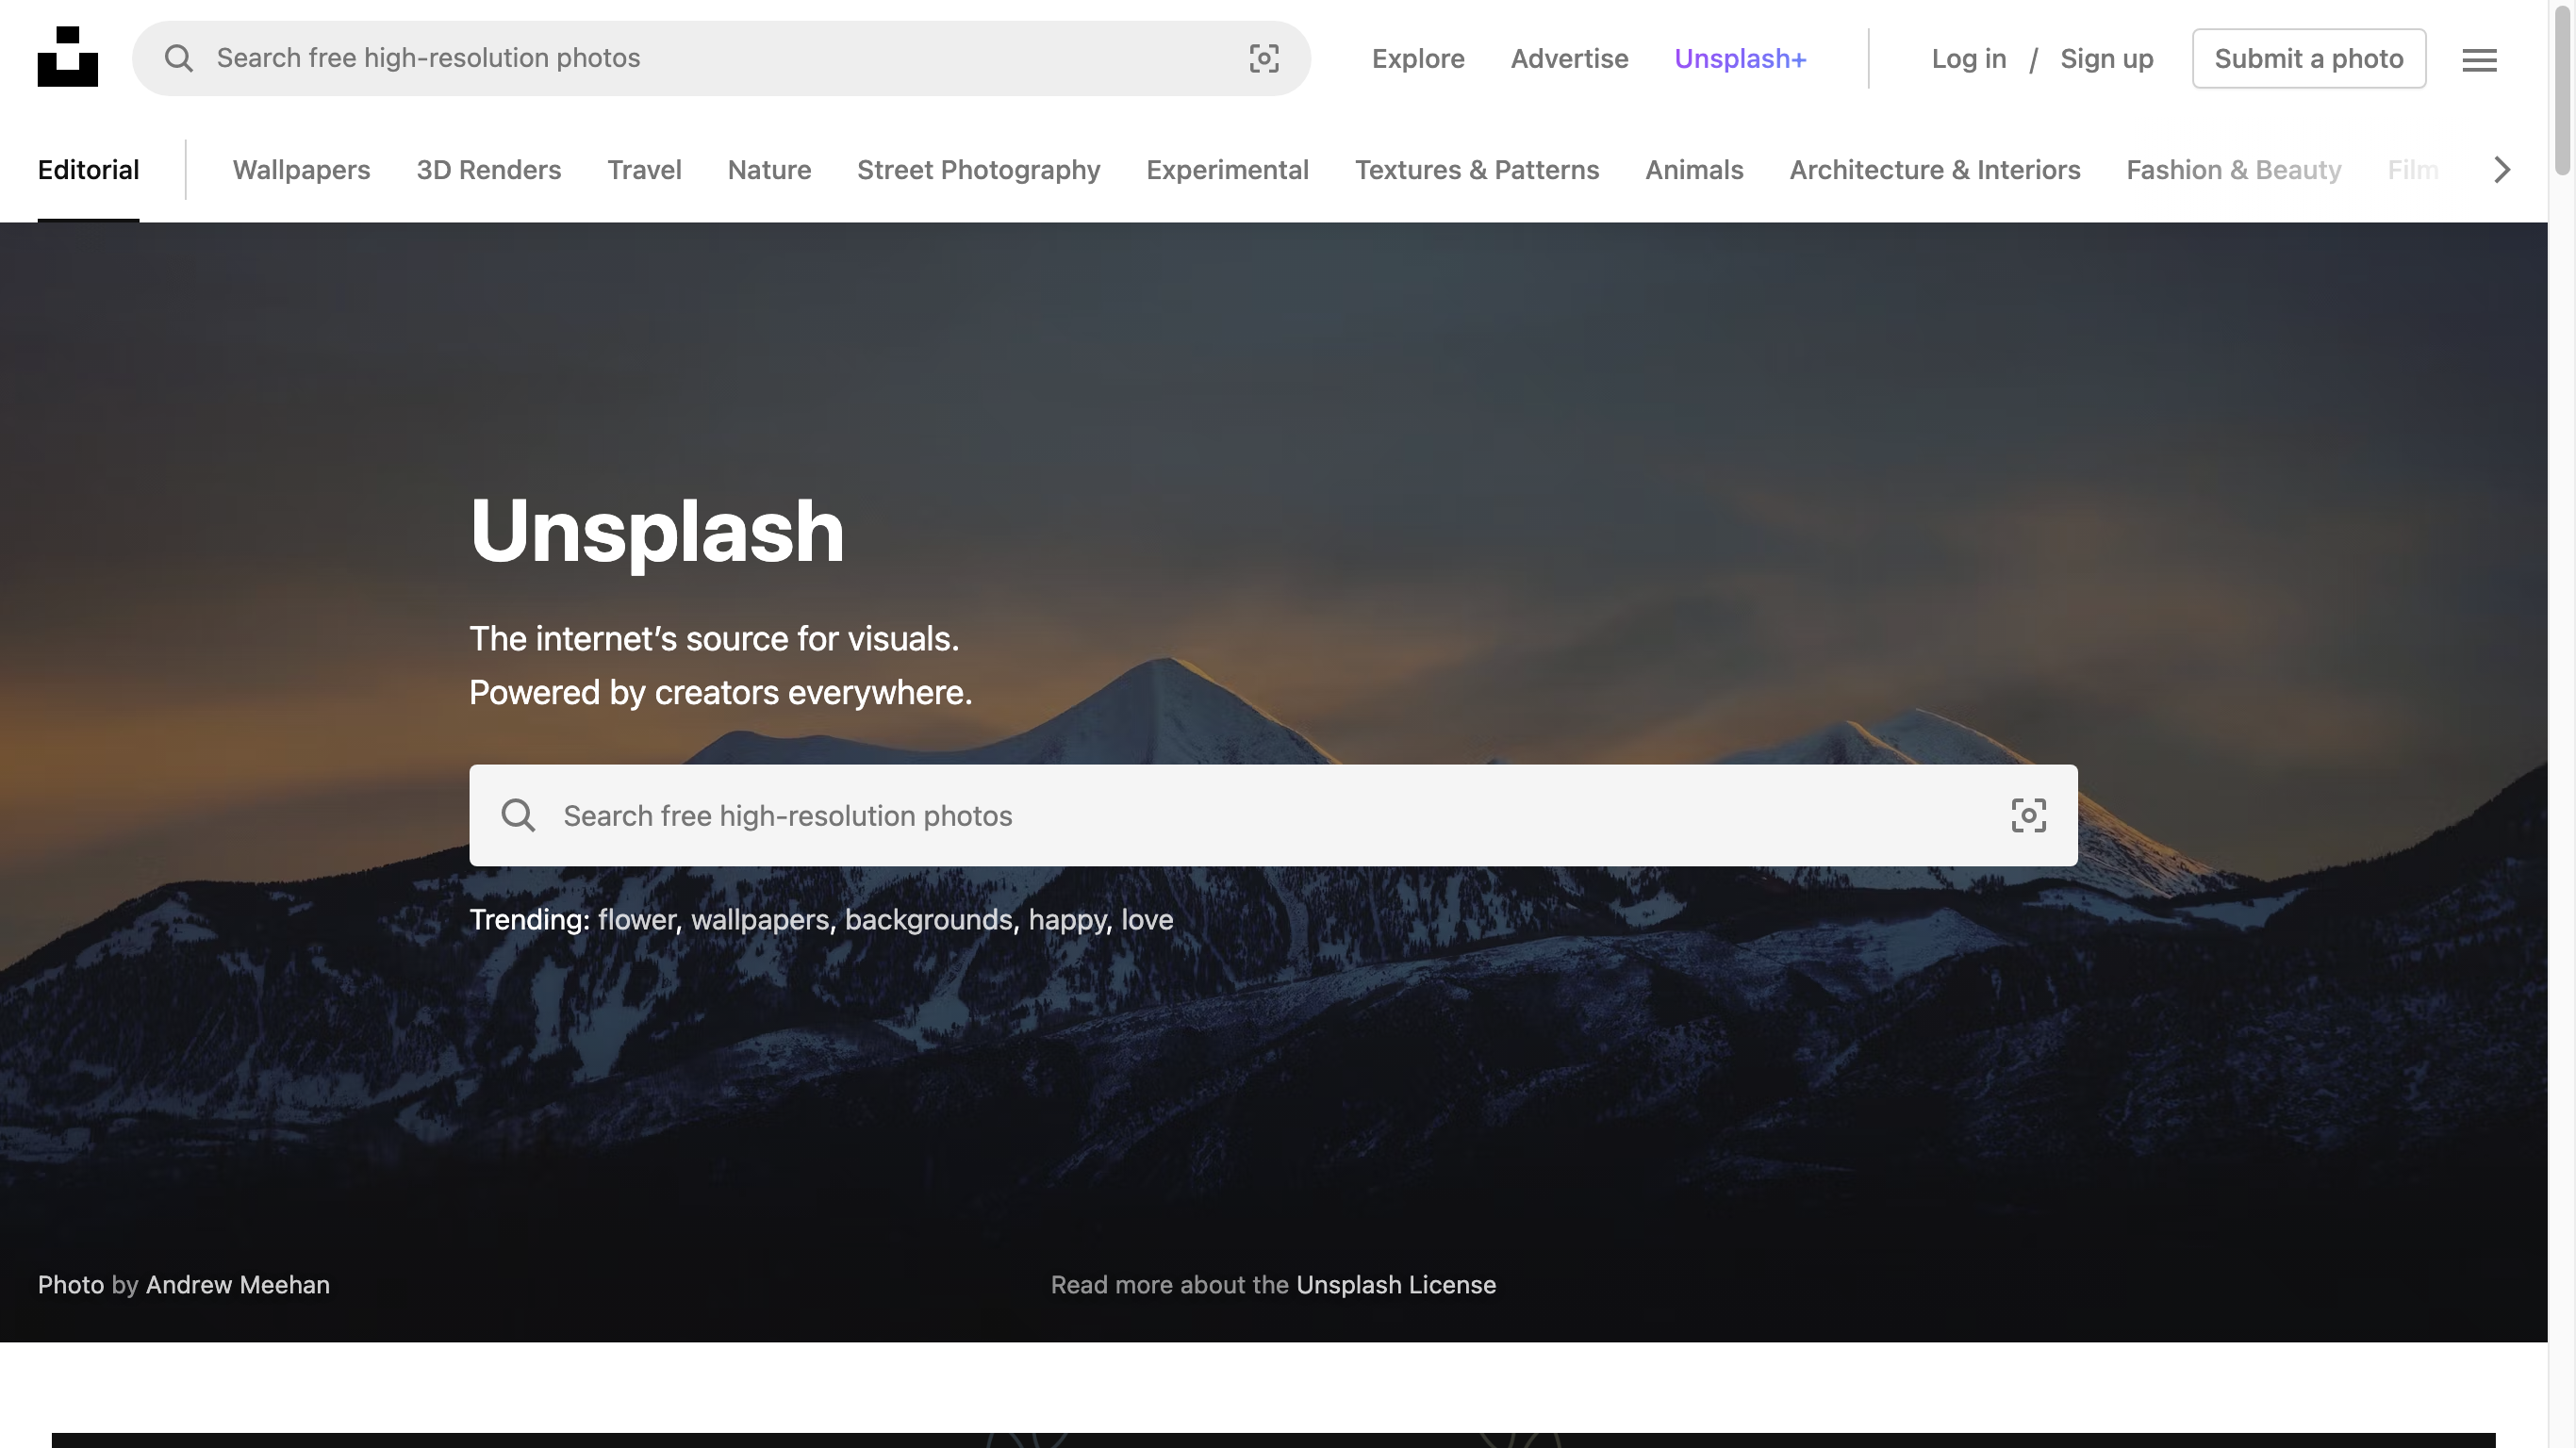 Search free high-resolution photos
Explore
Advertise
Unsplash+
Log in / Sign up
Submit a photo
Editorial
Wallpapers
3D Renders
Travel
Nature
Street Photography
Experimental
Textures & Patterns
Animals
Architecture & Interiors
Fashion & Beauty
Film
Unsplash
The internet’s source for visuals.
Powered by creators everywhere.
Search free high-resolution photos
Trending: flower, wallpapers, backgrounds, happy, love
Photo by Andrew Meehan
Read more about the Unsplash License